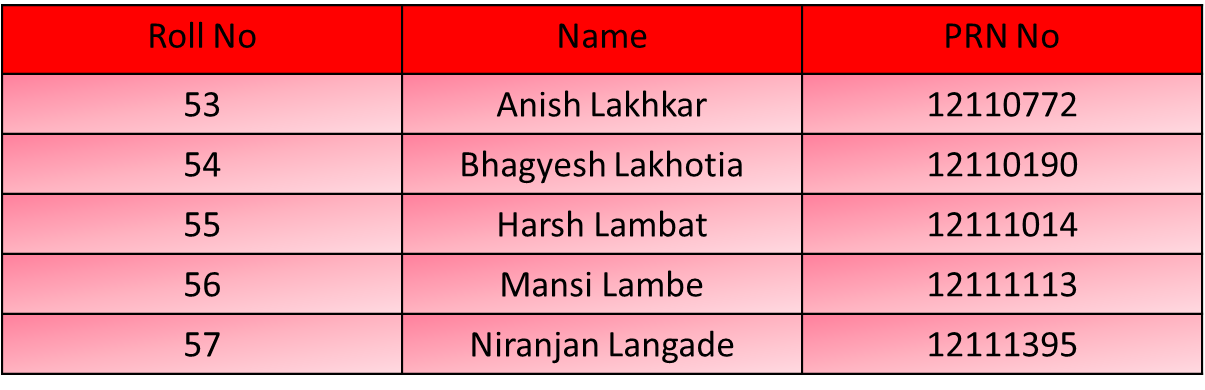 Roll No Name PRN No
53 Anish Lakhkar 12110772
54 Bhagyesh Lakhotia 12110190
55 Harsh Lambat 12111014
56 Mansi Lambe 12111113
57 Niranjan Langade 12111395